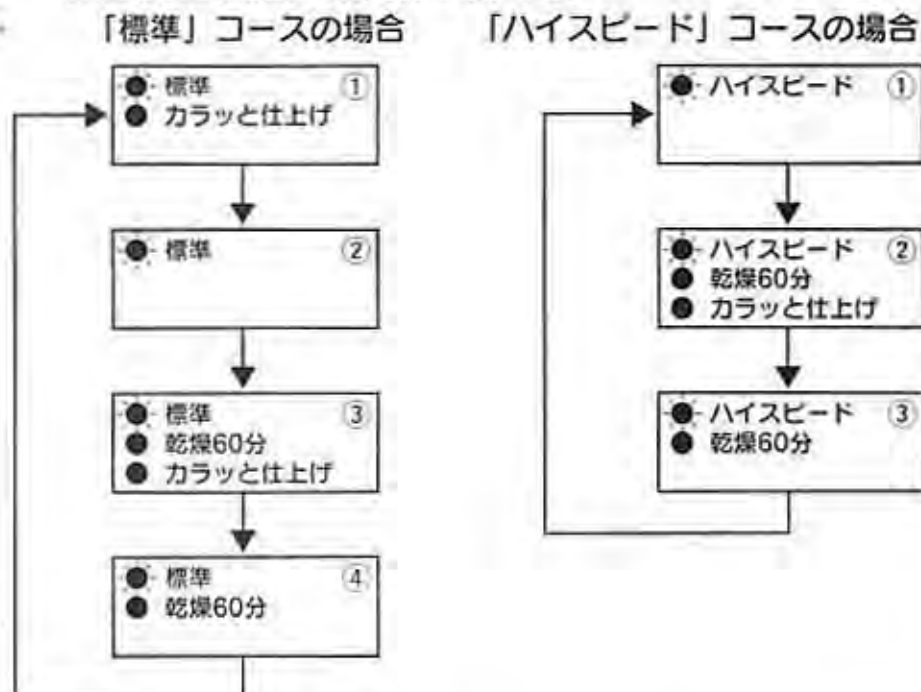 「標準」コースの場合
標準 ①
カラッと仕上げ
標準 ②
標準 ③
乾燥60分
カラッと仕上げ
標準 ④
乾燥60分
「ハイスピード」コースの場合
ハイスピード ①
ハイスピード ②
乾燥60分
カラッと仕上げ
ハイスピード ③
乾燥60分